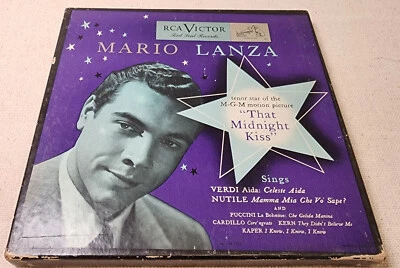 RCA VICTOR
Red Seal Records
MARIO LANZA
tenor star of the
M-G-M motion picture
"That
Midnight
Kiss"
Sings
VERDI Aida: Celeste Aida
NUTILE Mamma Mia Che Vo' Sape?
AND
PUCCINI La Bohème: Che Gelida Manina
CARDILLO Core 'ngrato KERN They Didn't Believe Me
KAPER I Know, I Know, I Know